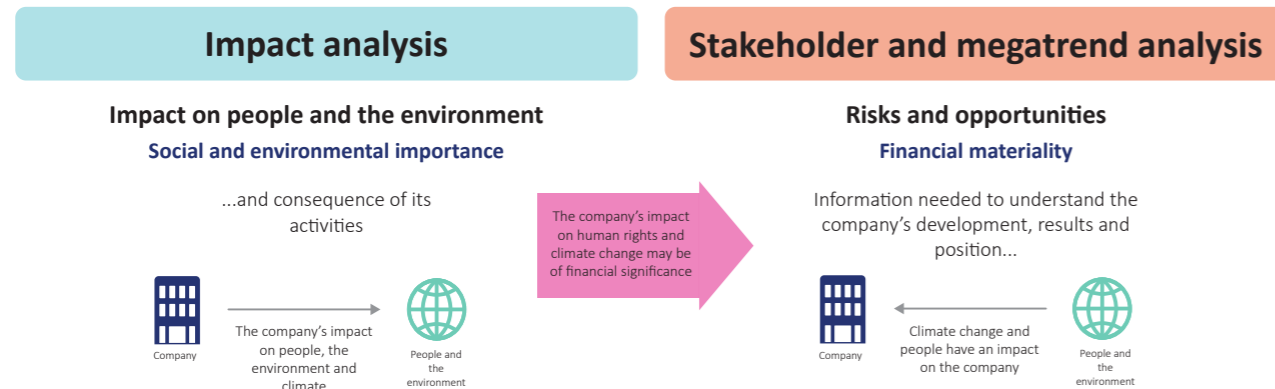 Impact analysis
Stakeholder and megatrend analysis
Impact on people and the environment
Social and environmental importance
...and consequence of its
activities
Company
The company's impact
on people, the
environment and
climate
People and
the
environment
The company's impact
on human rights and
climate change may be
of financial significance
Risks and opportunities
Financial materiality
Information needed to understand the
company's development, results and
position...
Company
Climate change and
people have an impact
on the company
People and
the
environment